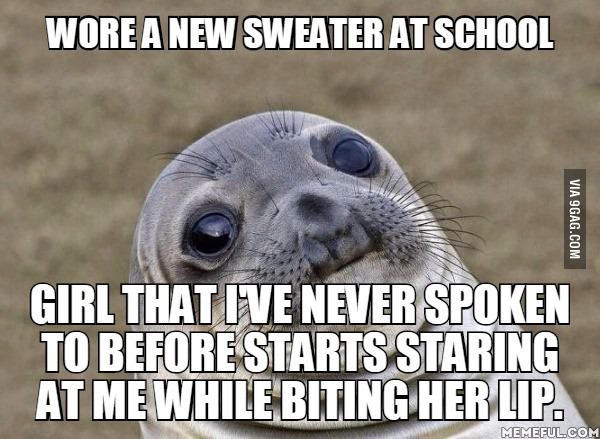 WORE A NEW SWEATER AT SCHOOL
VIA 9GAG.COM
GIRL THAT I'VE NEVER SPOKEN
TO BEFORE STARTS STARING
AT ME WHILE BITING HER LIP.
MEMEFUL.COM